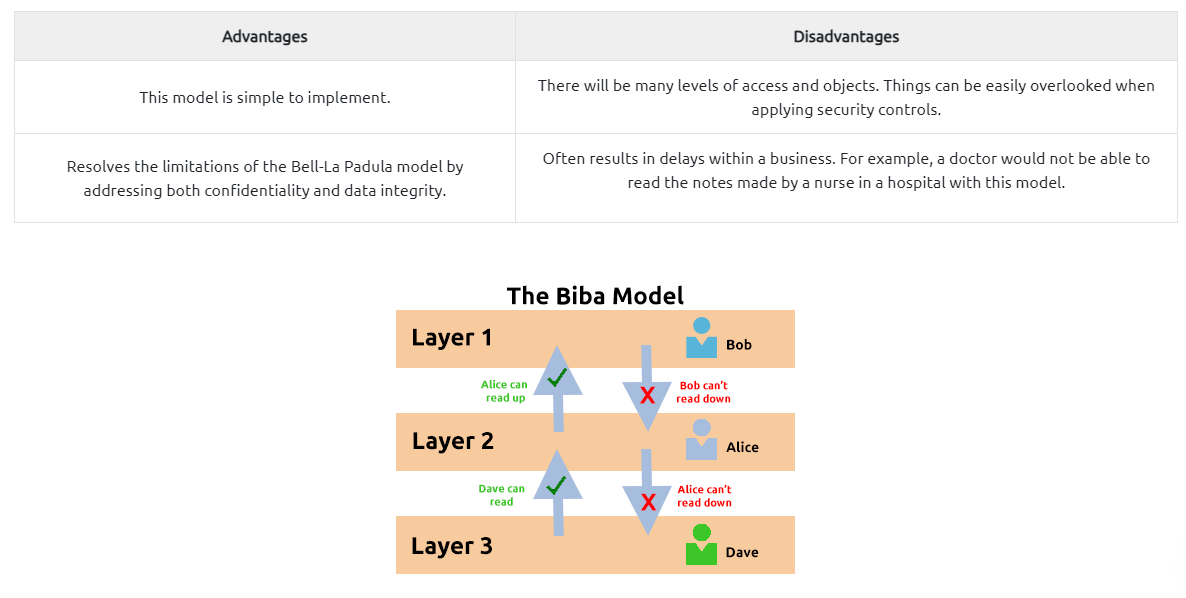 Advantages
Disadvantages
This model is simple to implement.
There will be many levels of access and objects. Things can be easily overlooked when
applying security controls.
Resolves the limitations of the Bell-La Padula model by
addressing both confidentiality and data integrity.
Often results in delays within a business. For example, a doctor would not be able to
read the notes made by a nurse in a hospital with this model.
The Biba Model
Layer 1
Bob
Alice can
read up
X
Bob can't
read down
Layer 2
Alice
Dave can
read
X
Alice can't
read down
Layer 3
Dave